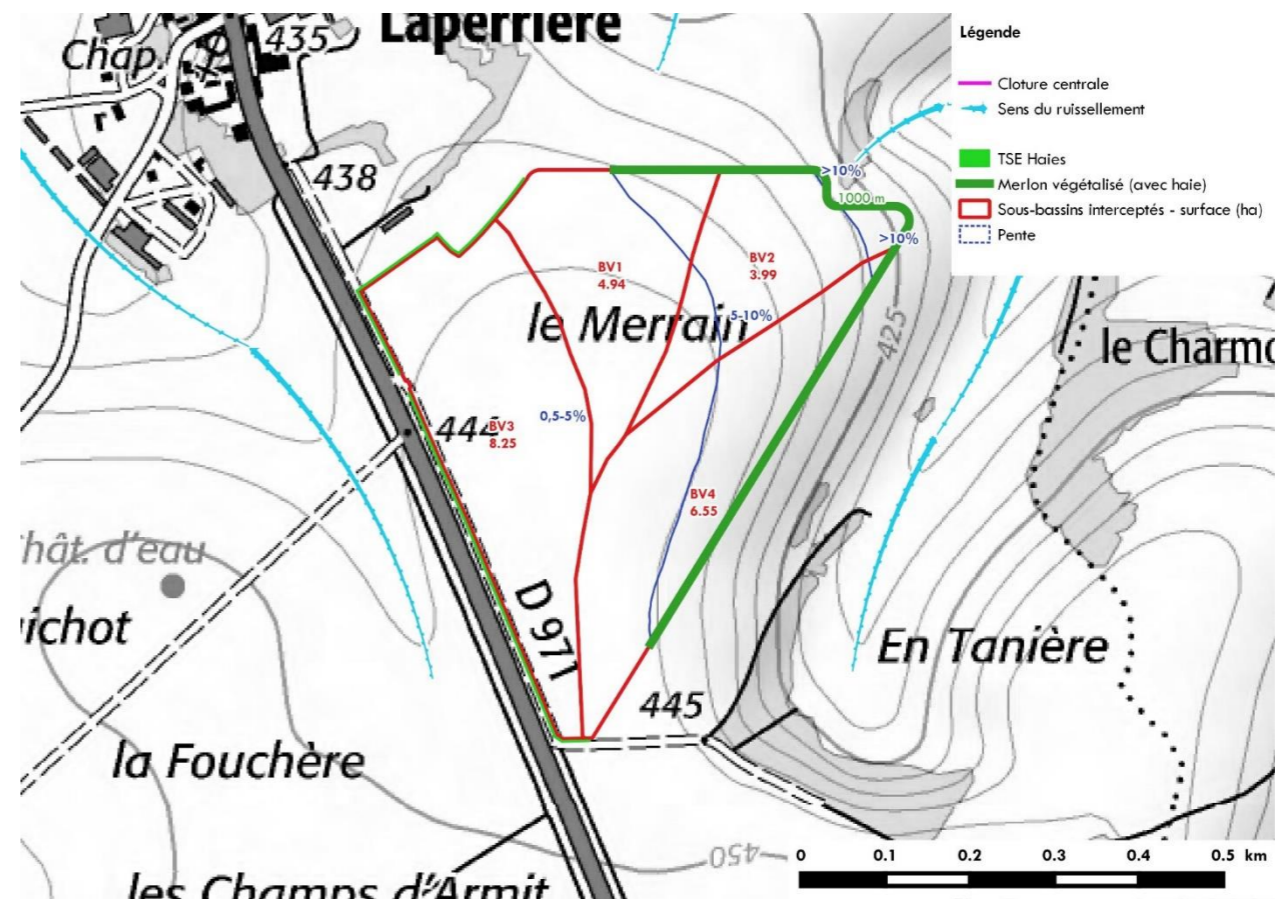 Laperrière
435
Chap.
438
Légende
Cloture centrale
Sens du ruissellement
TSE Haies
Merlon végétalisé (avec haie)
Sous-bassins interceptés - surface (ha)
Pente
>10%
1000 m
>10%
BV1
4.94
BV2
3.99
le Merrain
5-10%
425
le Charmo
0,5-5%
444
BV3
8.25
BV4
6.55
hât. d'eau
ichot
D 971
En Tanière
445
la Fouchère
450
les Champs d'Armit
0 0.1 0.2 0.3 0.4 0.5 km